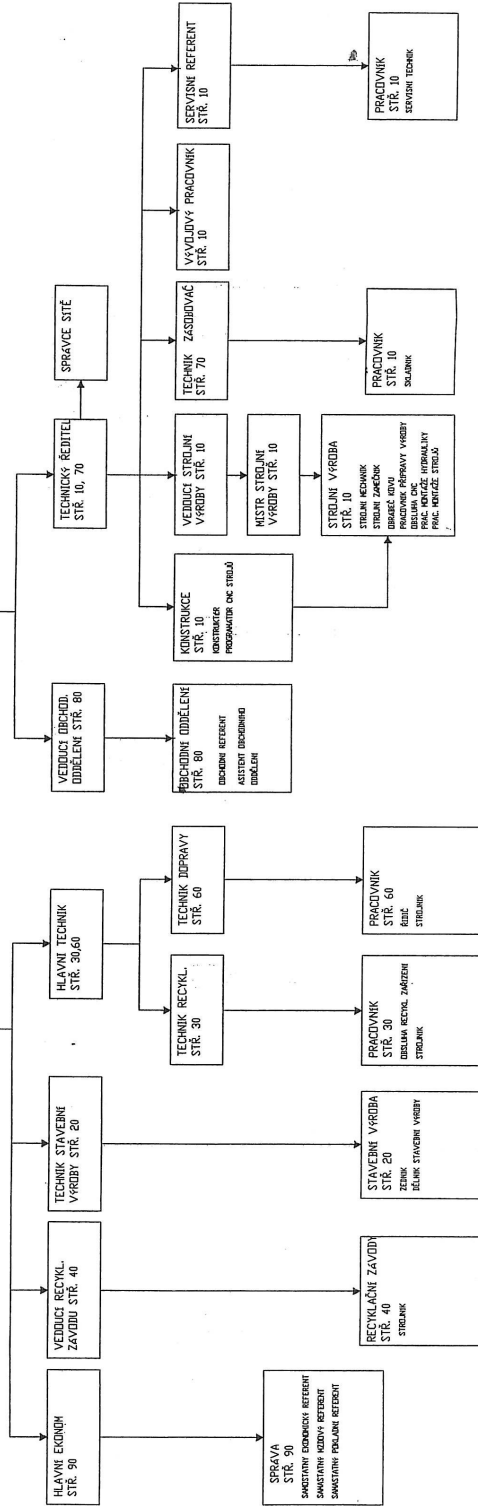 HLAVNÍ EKONOM
STŘ. 90
VEDOUCÍ RECYKL.
ZÁVODU STŘ. 40
TECHNIK STAVEBNÍ
VÝROBY STŘ. 20
HLAVNÍ TECHNIK
STŘ. 30,60
VEDOUCÍ OBCHOD.
ODDĚLENÍ STŘ. 80
TECHNICKÝ ŘEDITEL
STŘ. 10, 70
SPRÁVCE SÍTĚ
TECHNIK RECYKL.
STŘ. 30
TECHNIK DOPRAVY
STŘ. 60
OBCHODNÍ ODDĚLENÍ
STŘ. 80
OBCHODNÍ REFERENT
ASISTENT OBCHODNÍHO
ODDĚLENÍ
KONSTRUKCE
STŘ. 10
KONSTRUKTÉR
PROGRAMÁTOR CNC STROJŮ
VEDOUCÍ STROJNÍ
VÝROBY STŘ. 10
TECHNIK ZÁSOBOVAČ
STŘ. 70
VÝVOJOVÝ PRACOVNÍK
STŘ. 10
SERVISNÍ REFERENT
STŘ. 10
MISTR STROJNÍ
VÝROBY STŘ. 10
SPRÁVA
STŘ. 90
SAMOSTATNÝ EKONOMICKÝ REFERENT
SAMOSTATNÝ MZDOVÝ REFERENT
SAMOSTATNÝ POKLADNÍ REFERENT
RECYKLAČNÍ ZÁVODY
STŘ. 40
STROJNÍK
STAVEBNÍ VÝROBA
STŘ. 20
ZEDNÍK
DĚLNÍK STAVEBNÍ VÝROBY
PRACOVNÍK
STŘ. 30
OBSLUHA RECYKL. ZAŘÍZENÍ
STROJNÍK
PRACOVNÍK
STŘ. 60
ŘIDIČ
STROJNÍK
STROJNÍ VÝROBA
STŘ. 10
STROJNÍ MECHANIK
STROJNÍ ZÁMEČNÍK
OBRÁBĚČ KOVŮ
PRACOVNÍK PŘÍPRAVY VÝROBY
OBSLUHA CNC
PRAC. MONTÁŽE HYDRAULIKY
PRAC. MONTÁŽE STROJŮ
PRACOVNÍK
STŘ. 10
SKLADNÍK
PRACOVNÍK
STŘ. 10
SERVISNÍ TECHNIK